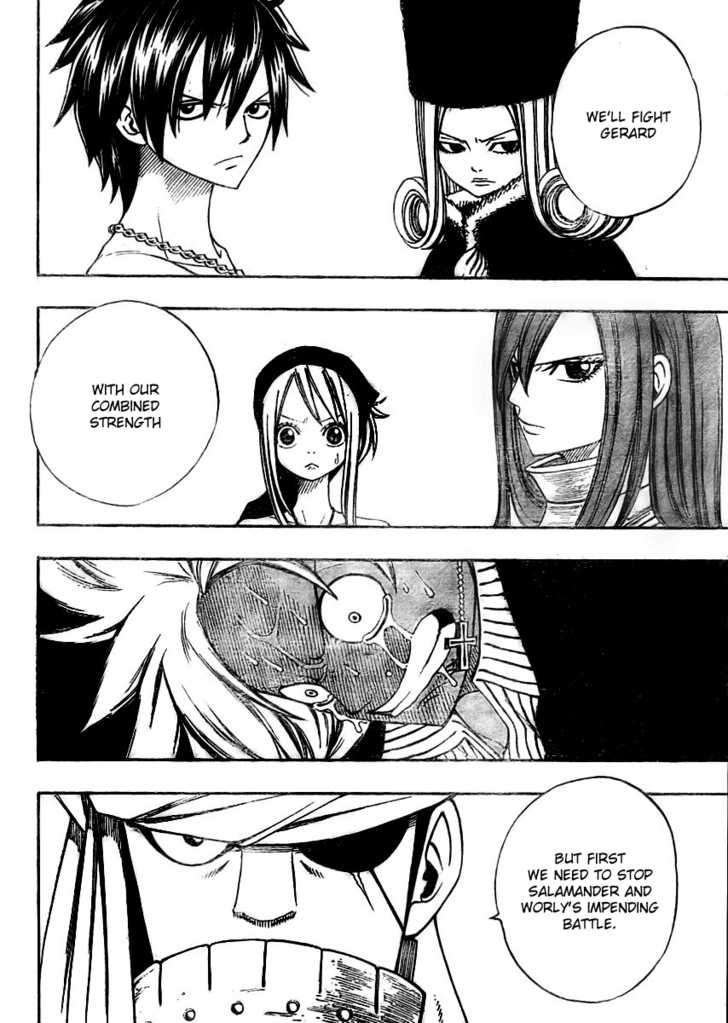 WE'LL FIGHT
GERARD
WITH OUR
COMBINED
STRENGTH
BUT FIRST
WE NEED TO STOP
SALAMANDER AND
WORLY'S IMPENDING
BATTLE.